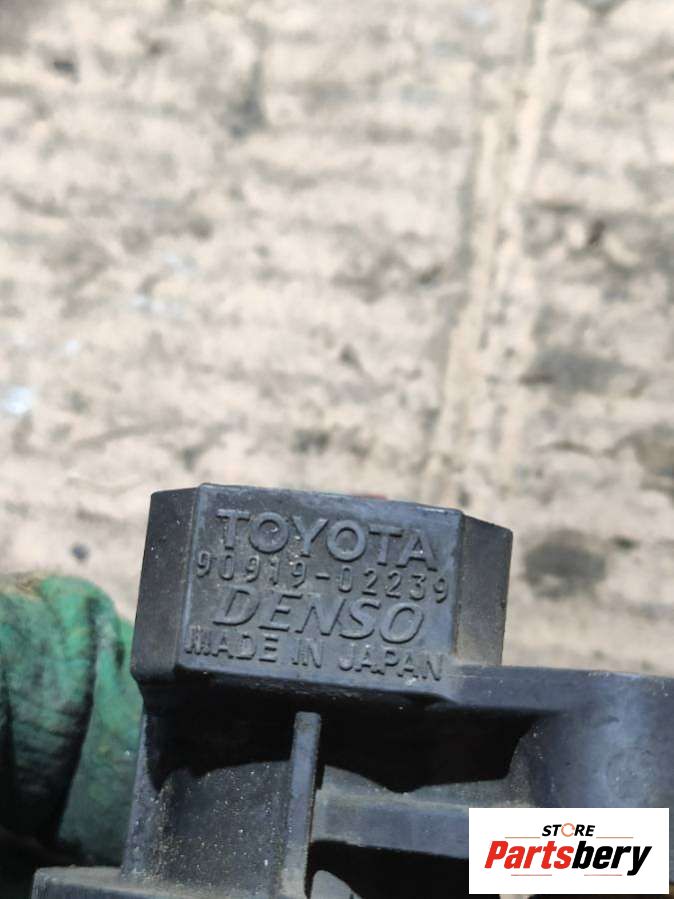 TOYOTA
90919-02239
DENSO
MADE IN JAPAN
STORE
Partsbery